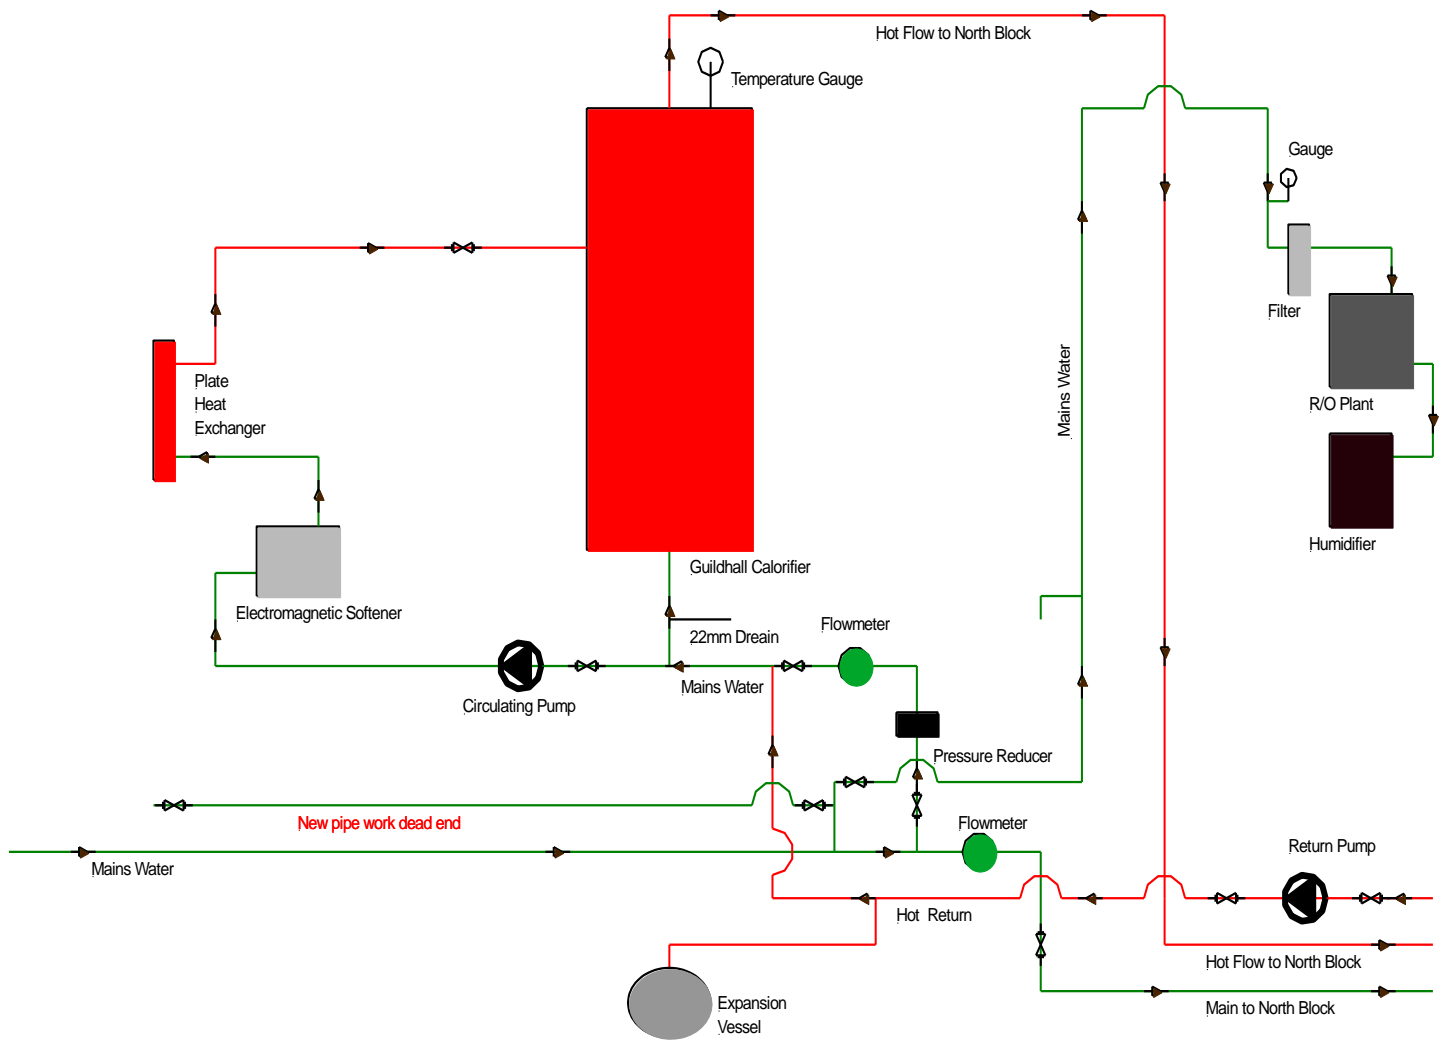 Hot Flow to North Block
Temperature Gauge
Gauge
Filter
Plate
Heat
Exchanger
Mains Water
R/O Plant
Humidifier
Guildhall Calorifier
Electromagnetic Softener
Flowmeter
22mm Dreain
Mains Water
Circulating Pump
Pressure Reducer
New pipe work dead end
Flowmeter
Return Pump
Mains Water
Hot Return
Hot Flow to North Block
Expansion
Vessel
Main to North Block